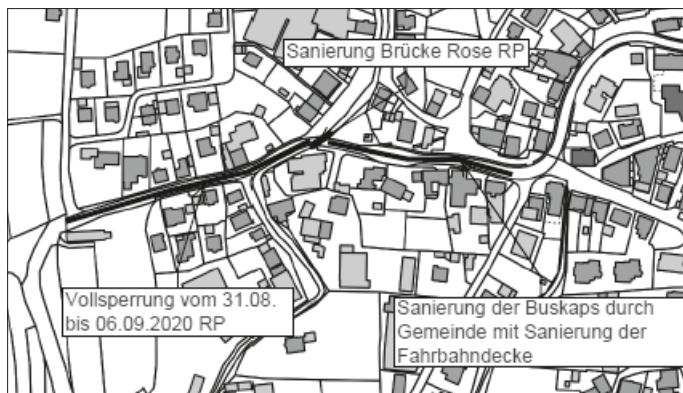 Sanierung Brücke Rose RP
Vollsperrung vom 31.08.
bis 06.09.2020 RP
Sanierung der Buskaps durch
Gemeinde mit Sanierung der
Fahrbahndecke